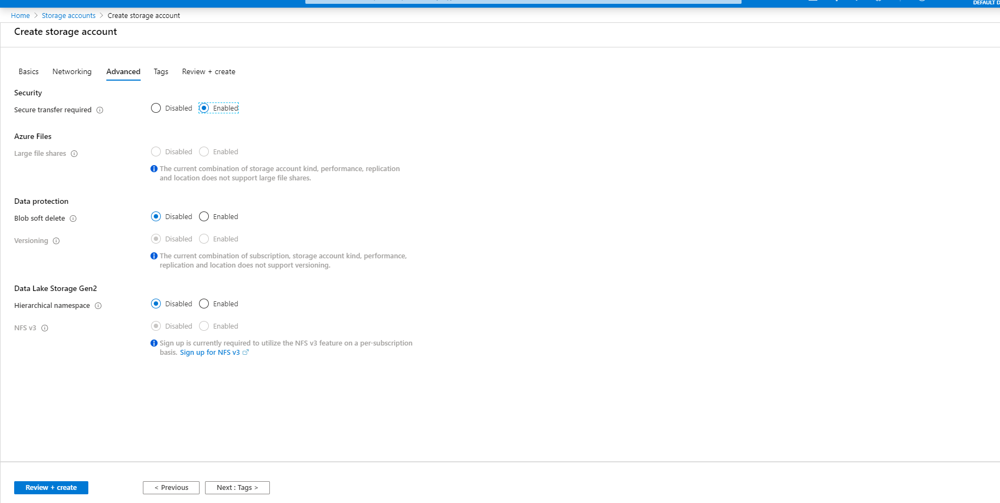 DEFAULT D
Home > Storage accounts > Create storage account
Create storage account
Basics Networking Advanced Tags Review + create
Security
Secure transfer required Disabled Enabled
Azure Files
Large file shares Disabled Enabled
The current combination of storage account kind, performance, replication
and location does not support large file shares.
Data protection
Blob soft delete Disabled Enabled
Versioning Disabled Enabled
The current combination of subscription, storage account kind, performance,
replication and location does not support versioning.
Data Lake Storage Gen2
Hierarchical namespace Disabled Enabled
NFS v3 Disabled Enabled
Sign up is currently required to utilize the NFS v3 feature on a per-subscription
basis. Sign up for NFS v3
Review + create < Previous Next : Tags >